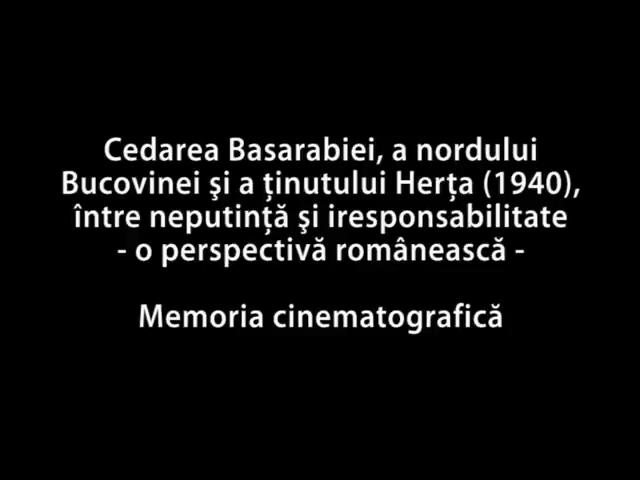 Cedarea Basarabiei, a nordului
Bucovinei şi a ținutului Herța (1940),
între neputință şi iresponsabilitate
- o perspectivă românească -
Memoria cinematografică